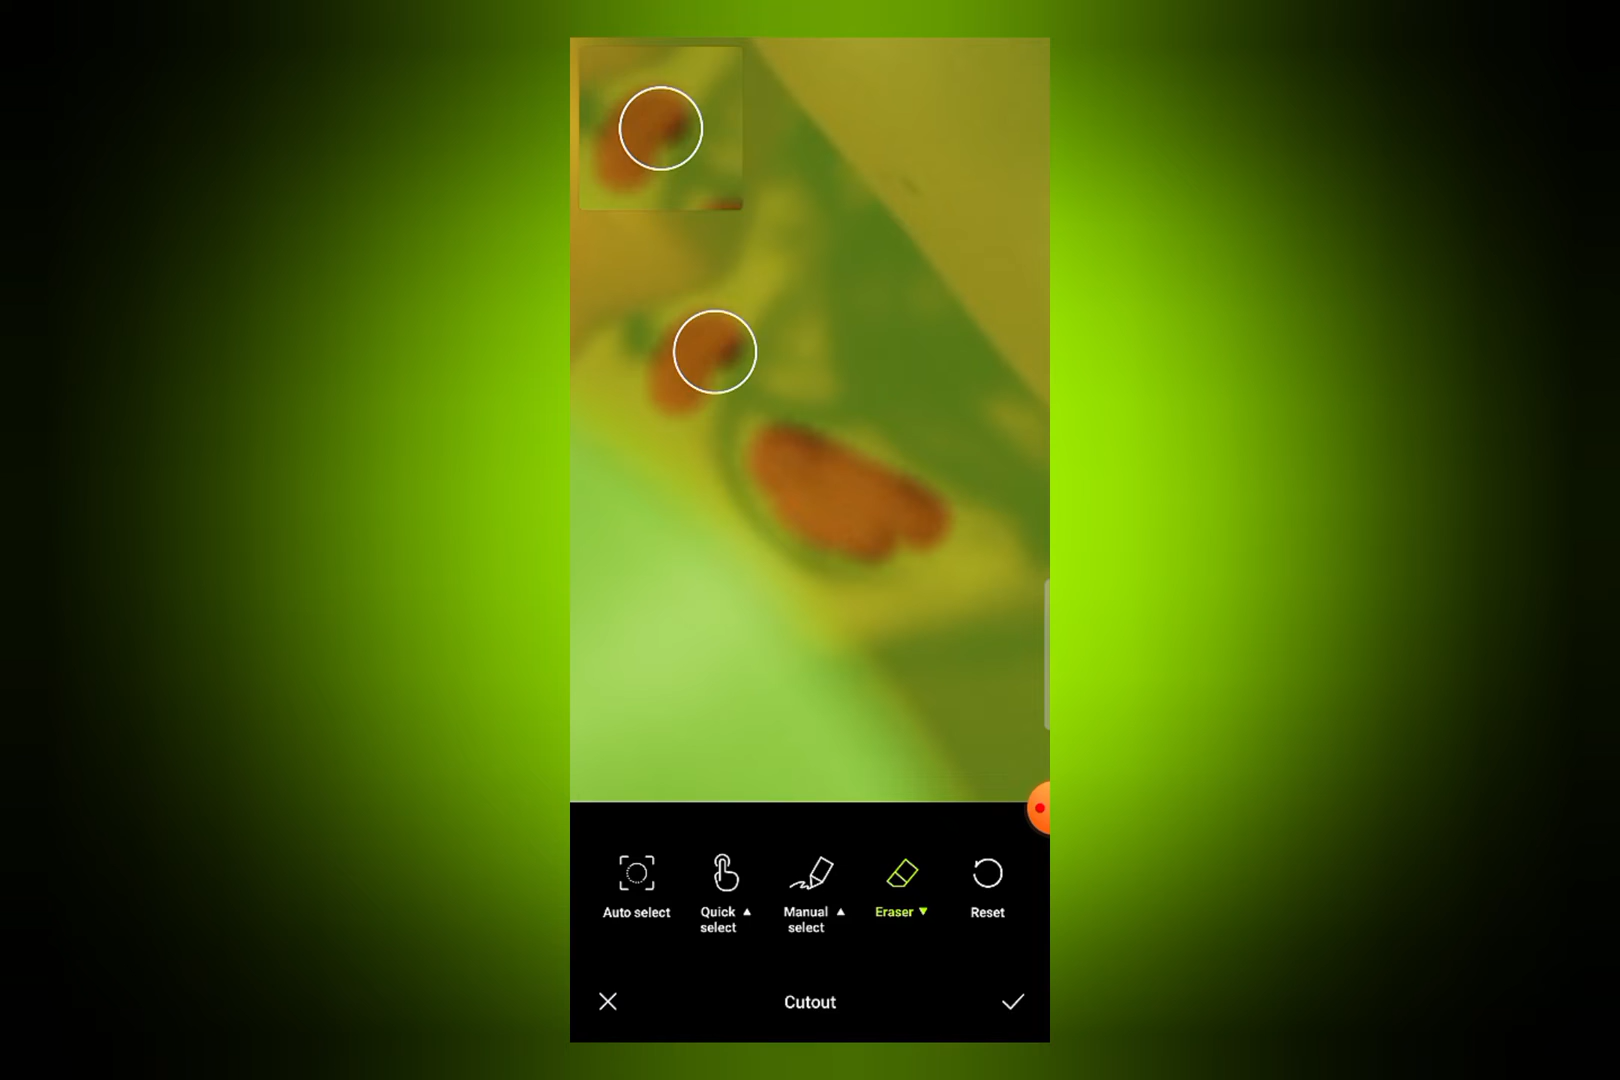 Auto select
Quick ▲
select
Manual ▲
select
Eraser ▼
Reset
Cutout